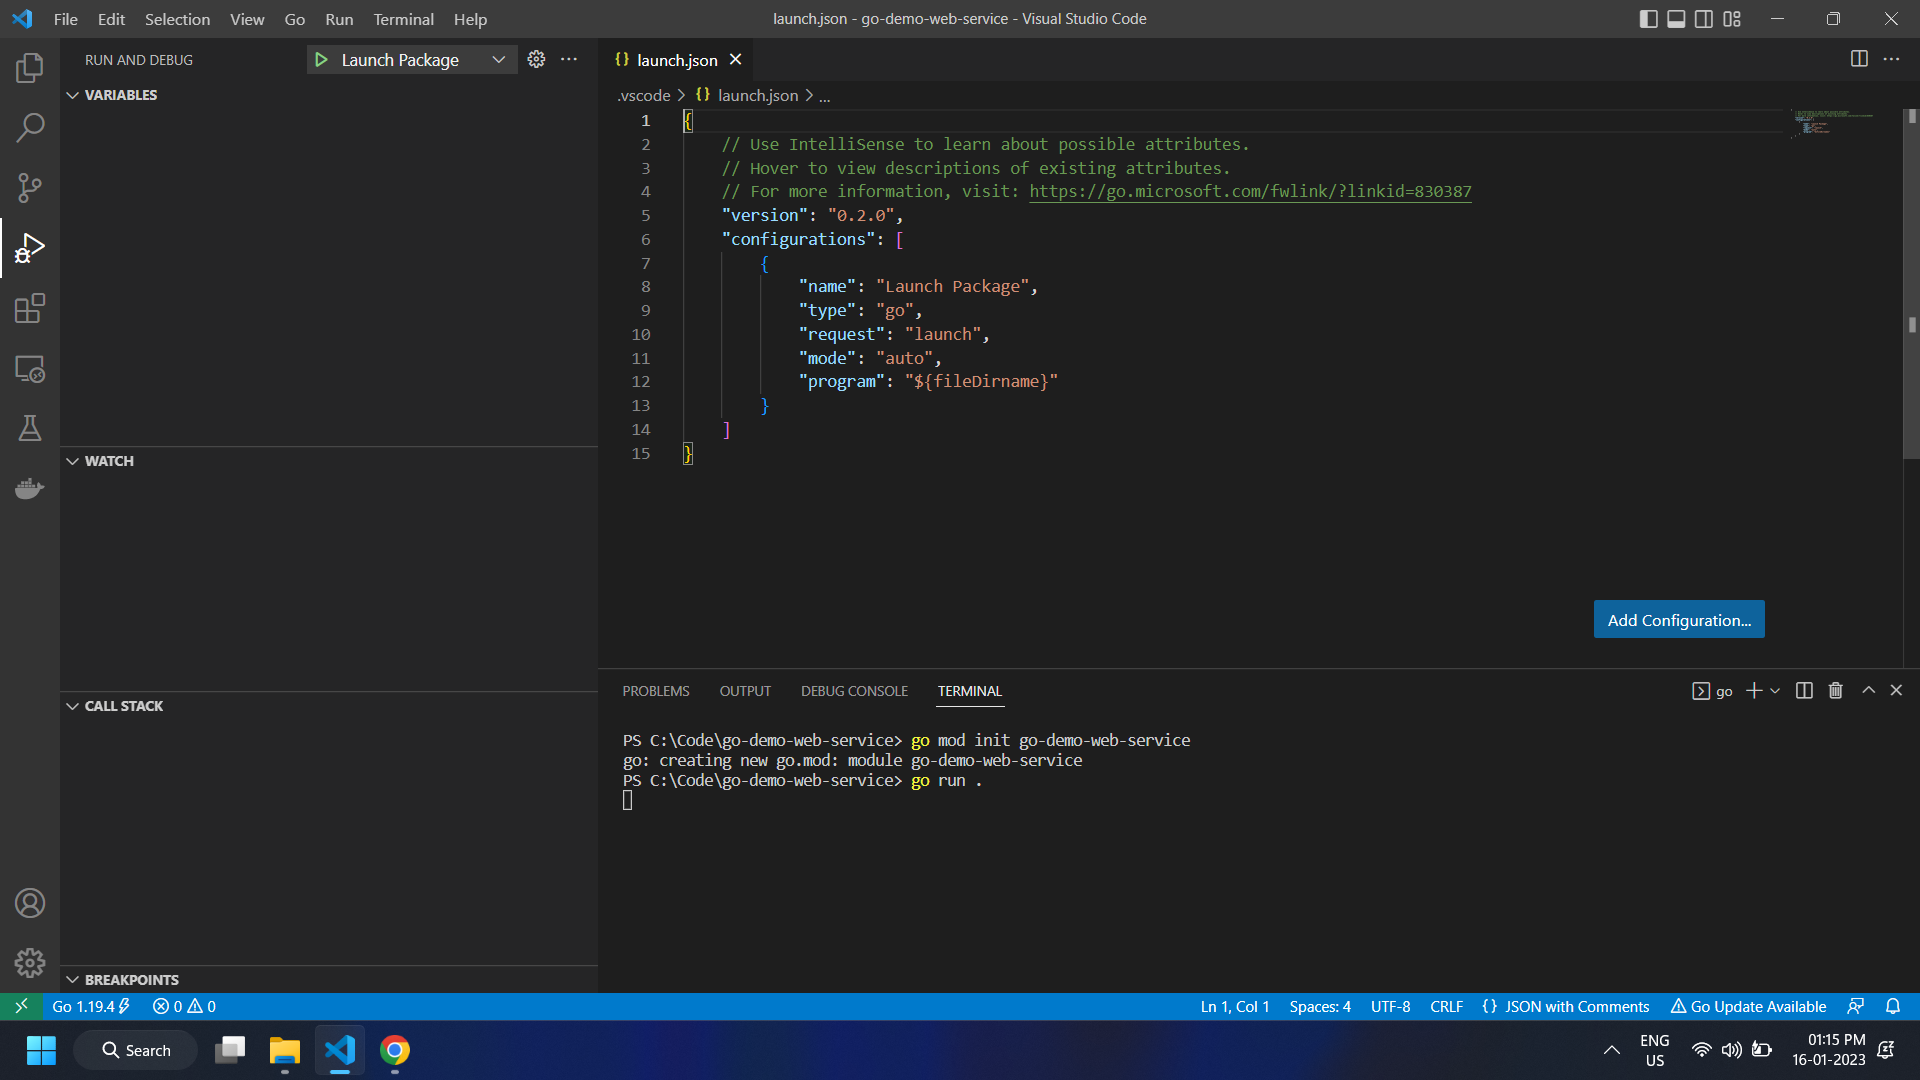 File Edit Selection View Go Run Terminal Help
launch.json - go-demo-web-service - Visual Studio Code
RUN AND DEBUG
Launch Package
VARIABLES
WATCH
CALL STACK
BREAKPOINTS
{} launch.json
.vscode > {} launch.json > ...
1 {
2 // Use IntelliSense to learn about possible attributes.
3 // Hover to view descriptions of existing attributes.
4 // For more information, visit: https://go.microsoft.com/fwlink/?linkid=830387
5 "version": "0.2.0",
6 "configurations": [
7 {
8 "name": "Launch Package",
9 "type": "go",
10 "request": "launch",
11 "mode": "auto",
12 "program": "${fileDirname}"
13 }
14 ]
15 }
Add Configuration...
PROBLEMS OUTPUT DEBUG CONSOLE TERMINAL
go
PS C:\Code\go-demo-web-service> go mod init go-demo-web-service
go: creating new go.mod: module go-demo-web-service
PS C:\Code\go-demo-web-service> go run .
Go 1.19.4 0 0
Ln 1, Col 1 Spaces: 4 UTF-8 CRLF {} JSON with Comments Go Update Available
Search
ENG
US
01:15 PM
16-01-2023